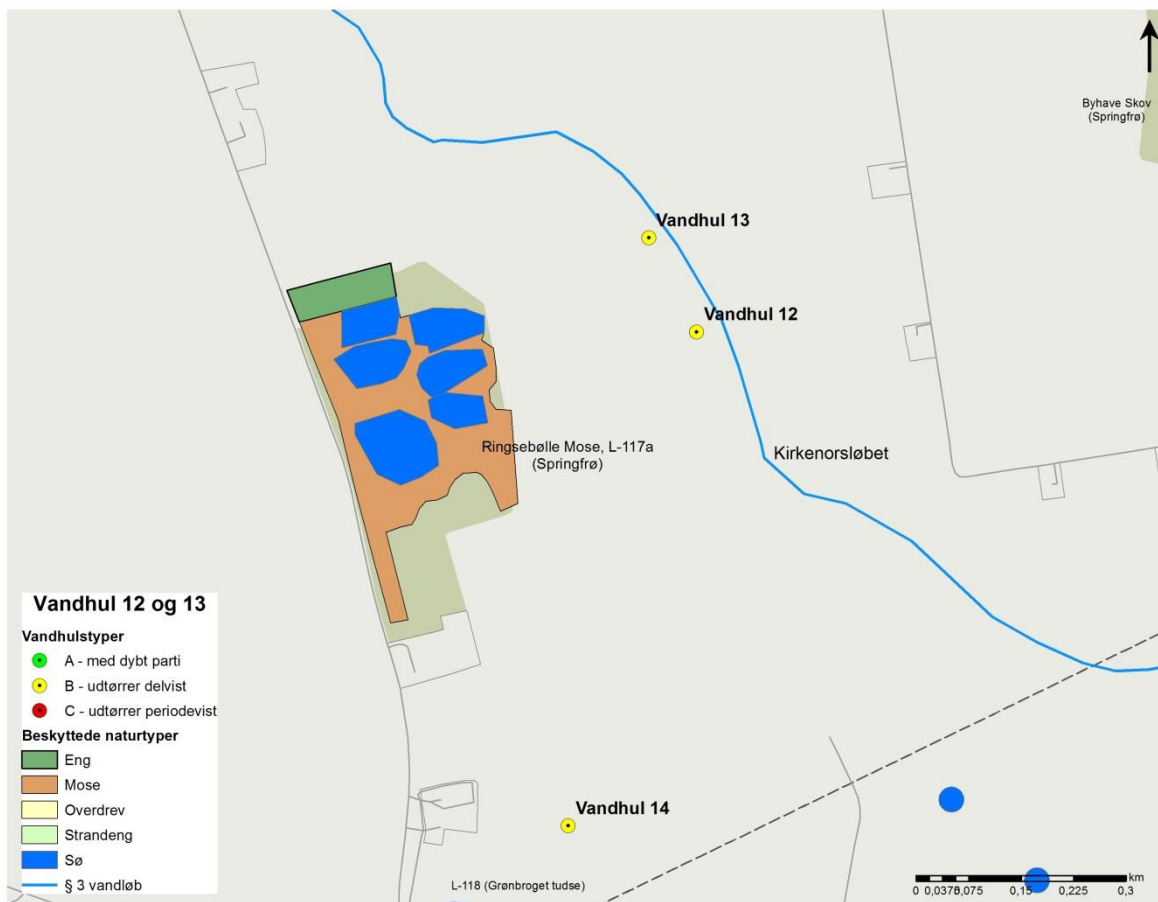 Byhave Skov
(Springfrø)
Vandhul 13
Vandhul 12
Ringsebølle Mose, L-117a
(Springfrø)
Kirkenorsløbet
Vandhul 12 og 13
Vandhulstyper
A - med dybt parti
B - udtørrer delvist
C - udtørrer periodevist
Beskyttede naturtyper
Eng
Mose
Overdrev
Strandeng
Sø
§ 3 vandløb
Vandhul 14
L-118 (Grønbroget tudse)
km
0 0,0375 0,075 0,15 0,225 0,3